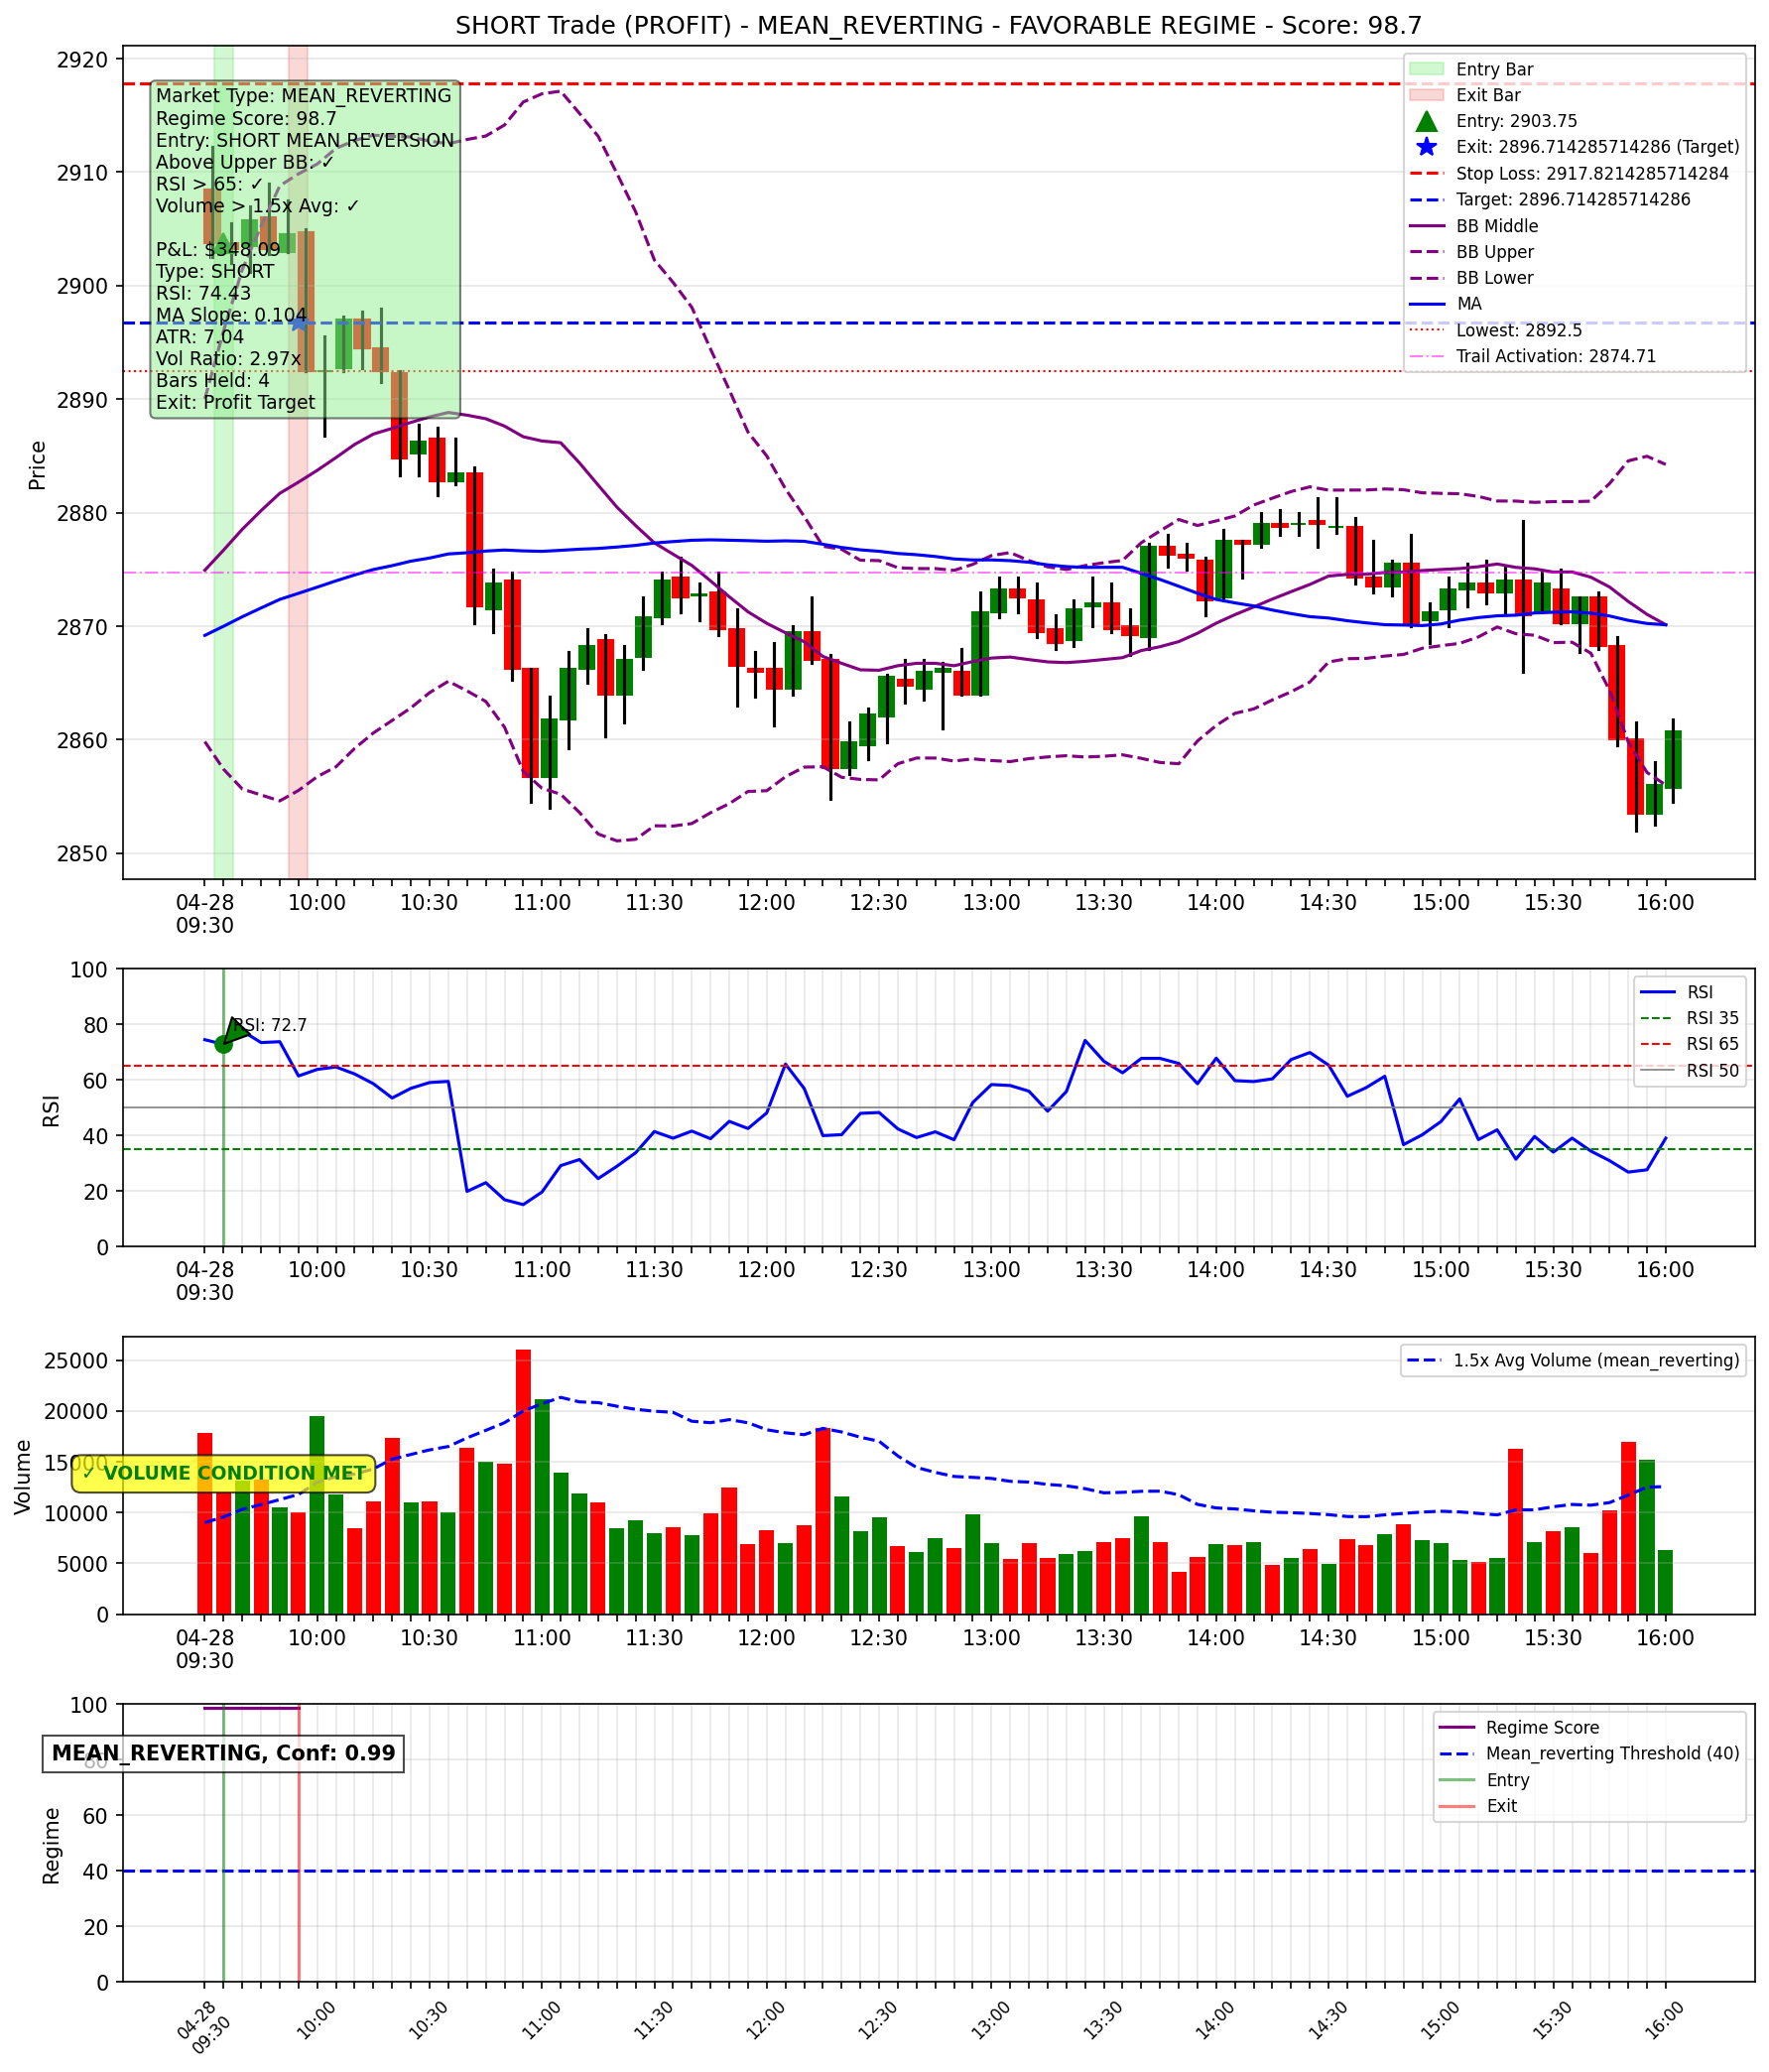 SHORT Trade (PROFIT) - MEAN_REVERTING - FAVORABLE REGIME - Score: 98.7
Price
2920
2910
2900
2890
2880
2870
2860
2850
Market Type: MEAN_REVERTING
Regime Score: 98.7
Entry: SHORT MEAN REVERSION
Above Upper BB: ✓
RSI > 65: ✓
Volume > 1.5x Avg: ✓
P&L: $348.09
Type: SHORT
RSI: 74.43
MA Slope: 0.104
ATR: 7.04
Vol Ratio: 2.97x
Bars Held: 4
Exit: Profit Target
Entry Bar
Exit Bar
Entry: 2903.75
Exit: 2896.714285714286 (Target)
Stop Loss: 2917.8214285714284
Target: 2896.714285714286
BB Middle
BB Upper
BB Lower
MA
Lowest: 2892.5
Trail Activation: 2874.71
04-28 10:00 10:30 11:00 11:30 12:00 12:30 13:00 13:30 14:00 14:30 15:00 15:30 16:00
09:30
RSI
100
80
60
40
20
0
RSI: 72.7
RSI
RSI 35
RSI 65
RSI 50
04-28 10:00 10:30 11:00 11:30 12:00 12:30 13:00 13:30 14:00 14:30 15:00 15:30 16:00
09:30
Volume
25000
20000
15000
10000
5000
0
✓ VOLUME CONDITION MET
1.5x Avg Volume (mean_reverting)
04-28 10:00 10:30 11:00 11:30 12:00 12:30 13:00 13:30 14:00 14:30 15:00 15:30 16:00
09:30
Regime
100
80
60
40
20
0
MEAN_REVERTING, Conf: 0.99
Regime Score
Mean_reverting Threshold (40)
Entry
Exit
04-28 10:00 10:30 11:00 11:30 12:00 12:30 13:00 13:30 14:00 14:30 15:00 15:30 16:00
09:30